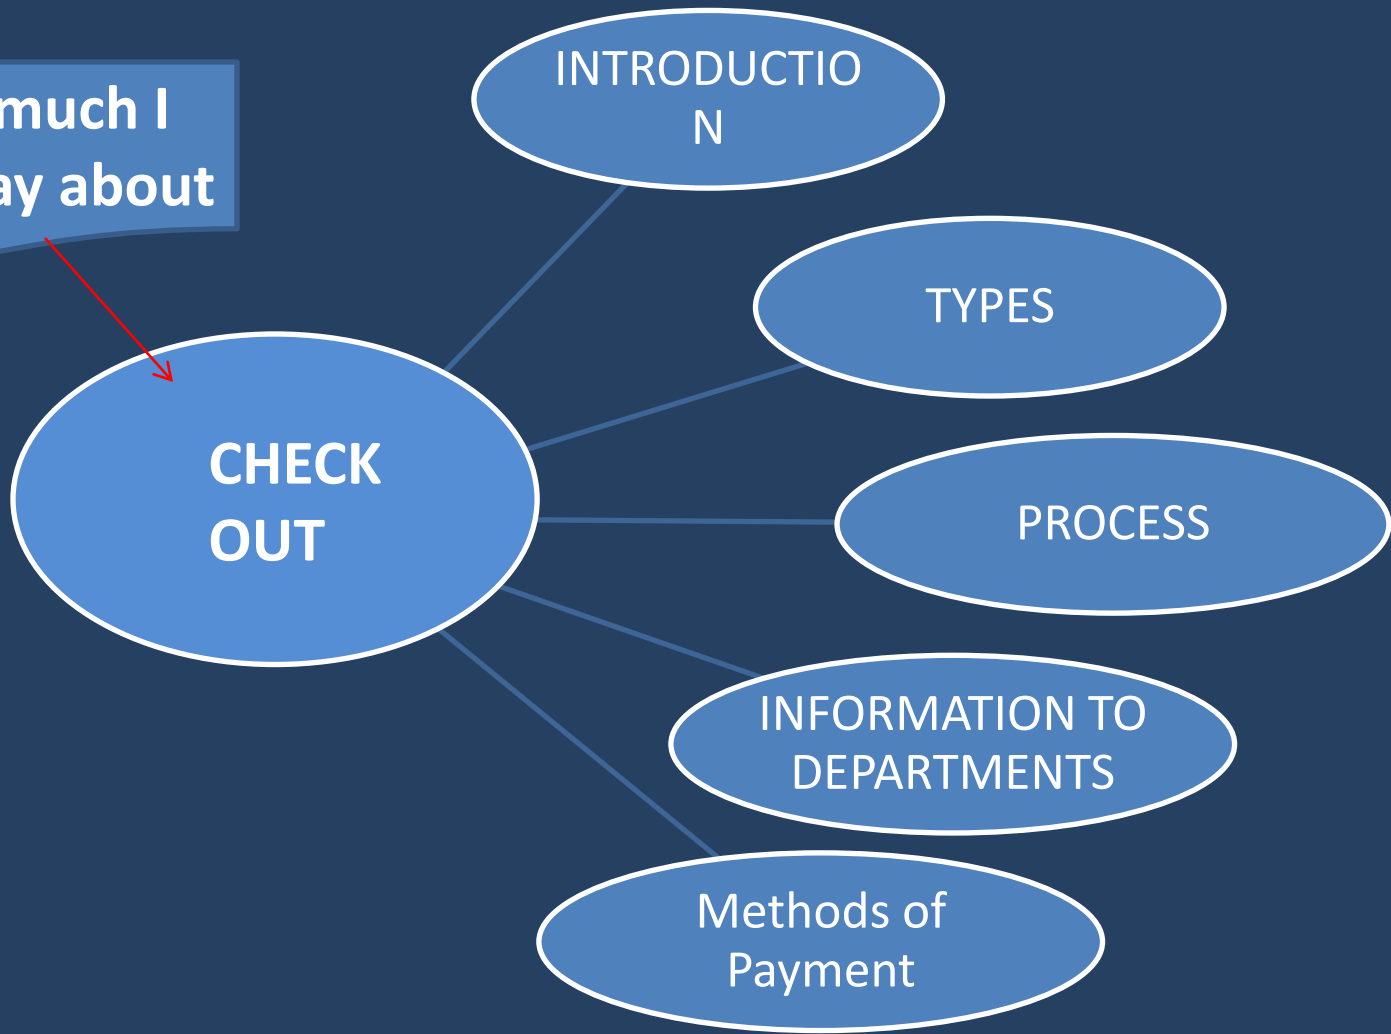 much I
ay about
INTRODUCTIO
N
TYPES
CHECK
OUT
PROCESS
INFORMATION TO
DEPARTMENTS
Methods of
Payment